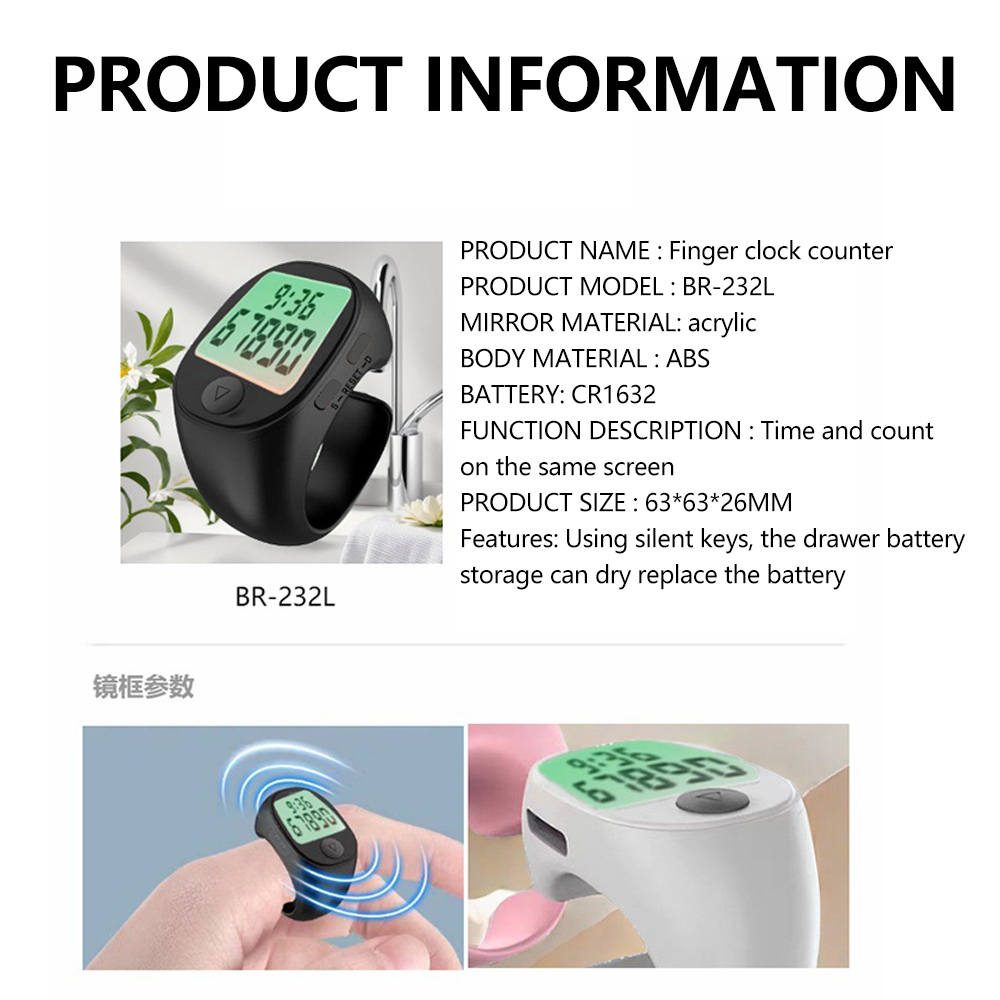 PRODUCT INFORMATION
PRODUCT NAME : Finger clock counter
PRODUCT MODEL : BR-232L
MIRROR MATERIAL: acrylic
BODY MATERIAL : ABS
BATTERY: CR1632
FUNCTION DESCRIPTION : Time and count
on the same screen
PRODUCT SIZE : 63*63*26MM
Features: Using silent keys, the drawer battery
storage can dry replace the battery
9:36
67890
S – RESET – D
BR-232L
镜框参数
9:36
67890
9:36
67890